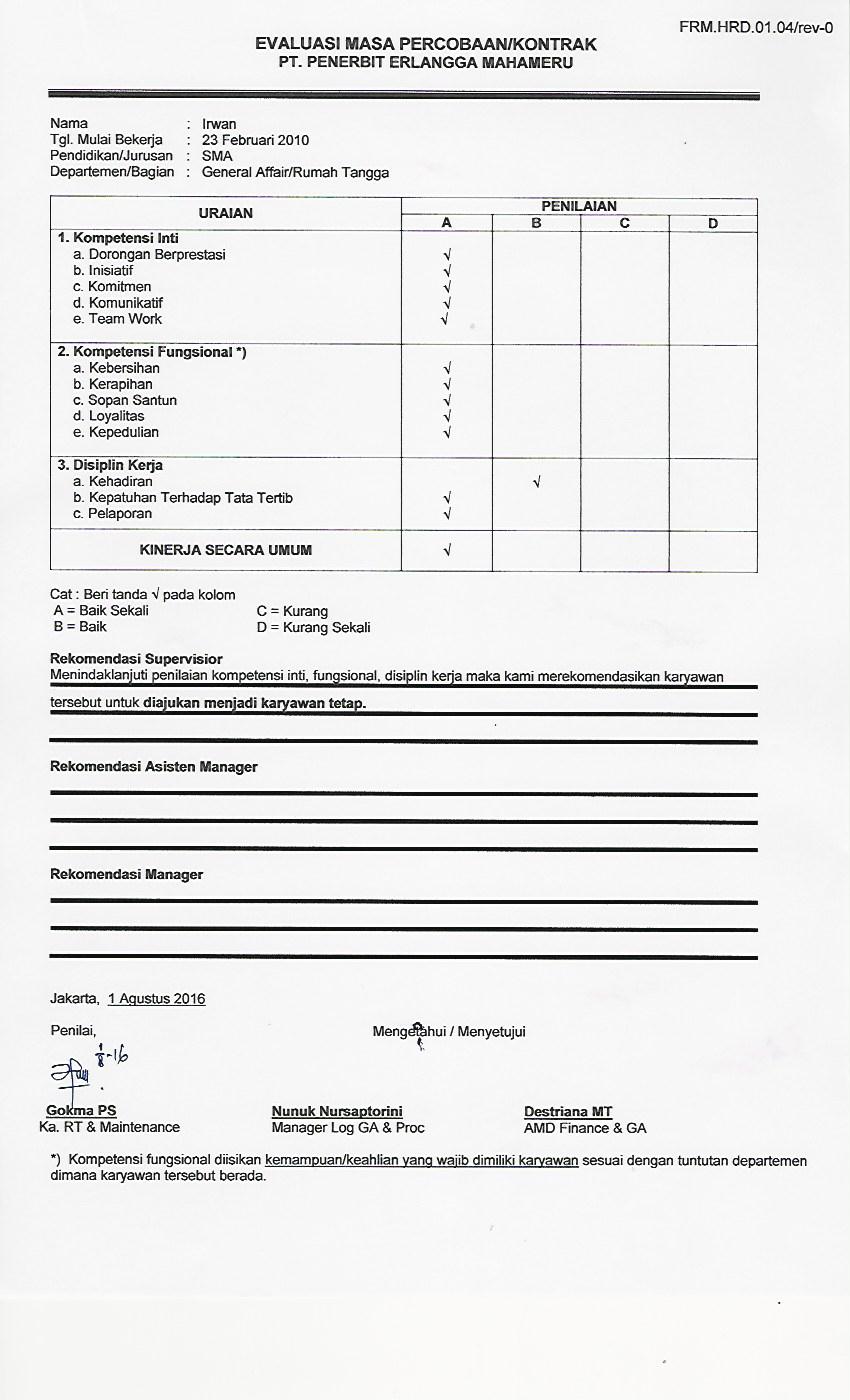 FRM.HRD.01.04/rev-0
EVALUASI MASA PERCOBAAN/KONTRAK
PT. PENERBIT ERLANGGA MAHAMERU
Nama : Irwan
Tgl. Mulai Bekerja : 23 Februari 2010
Pendidikan/Jurusan : SMA
Departemen/Bagian : General Affair/Rumah Tangga
URAIAN PENILAIAN
A B C D
1. Kompetensi Inti
a. Dorongan Berprestasi √
b. Inisiatif √
c. Komitmen √
d. Komunikatif √
e. Team Work √
2. Kompetensi Fungsional *)
a. Kebersihan √
b. Kerapihan √
c. Sopan Santun √
d. Loyalitas √
e. Kepedulian √
3. Disiplin Kerja
a. Kehadiran √
b. Kepatuhan Terhadap Tata Tertib √
c. Pelaporan √
KINERJA SECARA UMUM √
Cat : Beri tanda √ pada kolom
A = Baik Sekali C = Kurang
B = Baik D = Kurang Sekali
Rekomendasi Supervisior
Menindaklanjuti penilaian kompetensi inti, fungsional, disiplin kerja maka kami merekomendasikan karyawan
tersebut untuk diajukan menjadi karyawan tetap.
Rekomendasi Asisten Manager
Rekomendasi Manager
Jakarta, 1 Agustus 2016
Penilai, Mengetahui / Menyetujui
1/8-16
Gokma PS Nunuk Nursaptorini Destriana MT
Ka. RT & Maintenance Manager Log GA & Proc AMD Finance & GA
*) Kompetensi fungsional diisikan kemampuan/keahlian yang wajib dimiliki karyawan sesuai dengan tuntutan departemen
dimana karyawan tersebut berada.